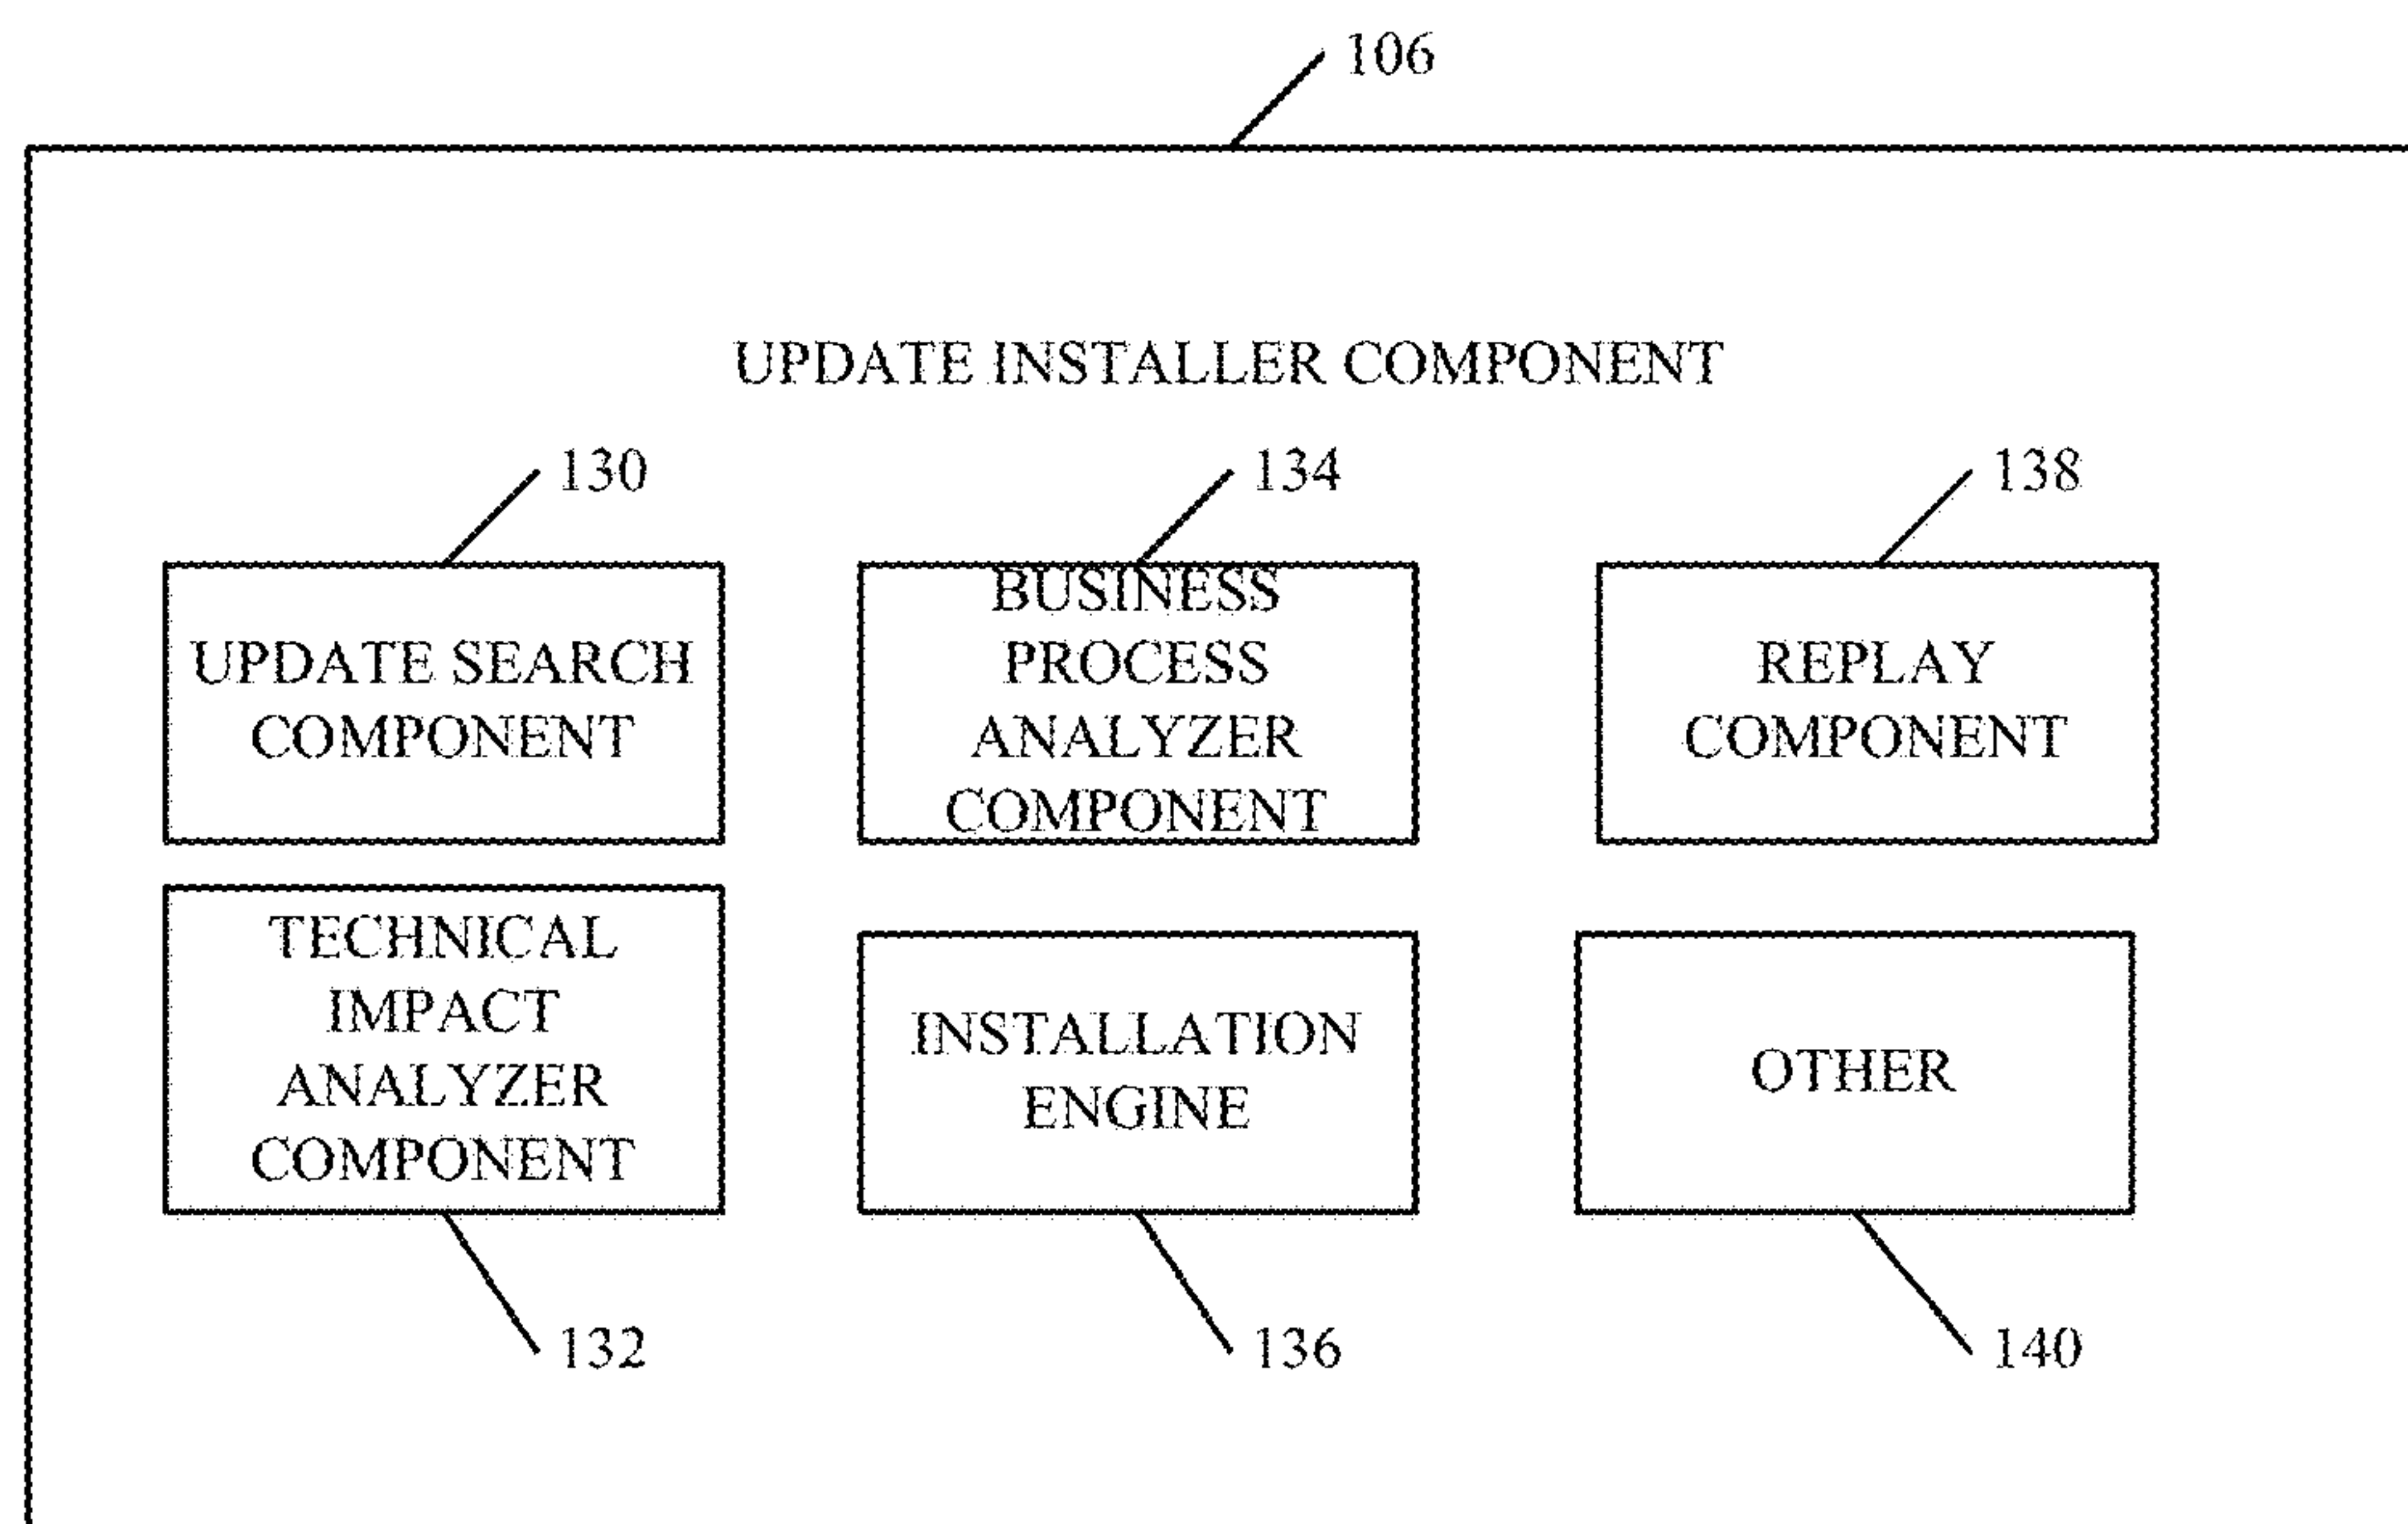 106
UPDATE INSTALLER COMPONENT
130
134
138
UPDATE SEARCH
COMPONENT
BUSINESS
PROCESS
ANALYZER
COMPONENT
REPLAY
COMPONENT
TECHNICAL
IMPACT
ANALYZER
COMPONENT
INSTALLATION
ENGINE
OTHER
132
136
140